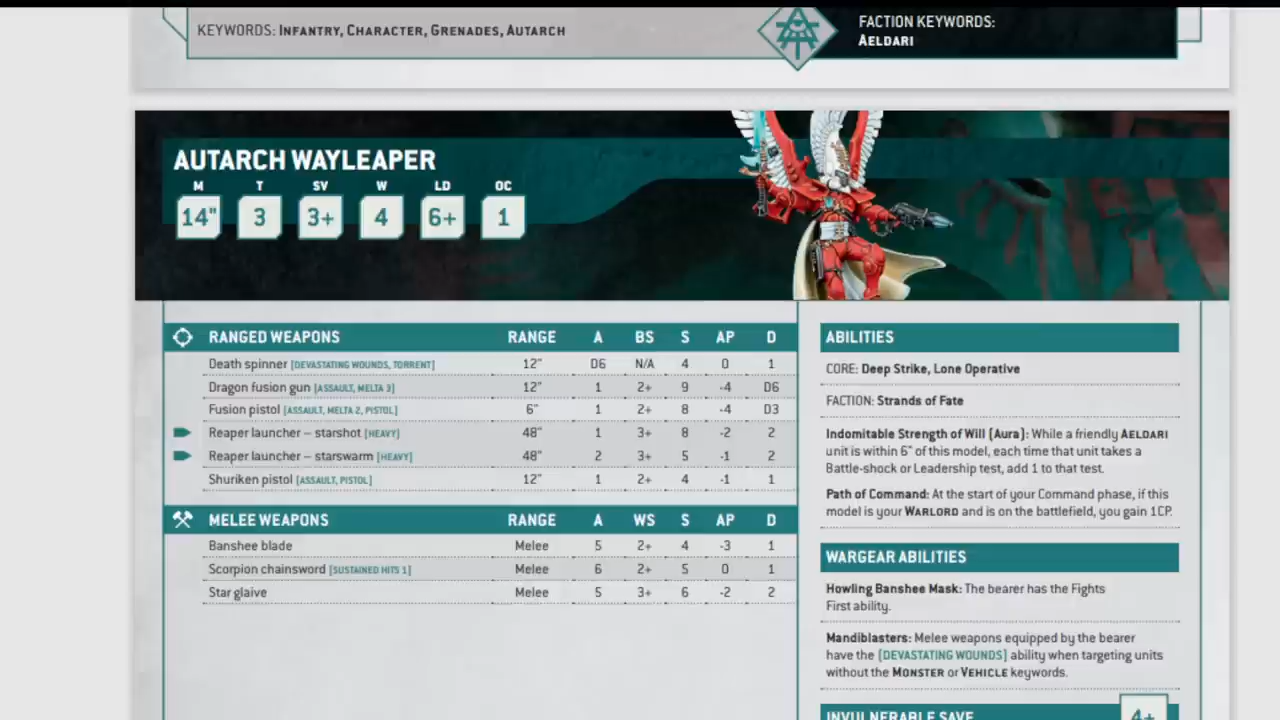 KEYWORDS: INFANTRY, CHARACTER, GRENADES, AUTARCH
FACTION KEYWORDS:
AELDARI
AUTARCH WAYLEAPER
M T SV W LD OC
14" 3 3+ 4 6+ 1
RANGED WEAPONS RANGE A BS S AP D
Death spinner [DEVASTATING WOUNDS, TORRENT] 12" D6 N/A 4 0 1
Dragon fusion gun [ASSAULT, MELTA 3] 12" 1 2+ 9 -4 D6
Fusion pistol [ASSAULT, MELTA 2, PISTOL] 6" 1 2+ 8 -4 D3
Reaper launcher – starshot [HEAVY] 48" 1 3+ 8 -2 2
Reaper launcher – starswarm [HEAVY] 48" 2 3+ 5 -1 2
Shuriken pistol [ASSAULT, PISTOL] 12" 1 2+ 4 -1 1
MELEE WEAPONS RANGE A WS S AP D
Banshee blade Melee 5 2+ 4 -3 1
Scorpion chainsword [SUSTAINED HITS 1] Melee 6 2+ 5 0 1
Star glaive Melee 5 3+ 6 -2 2
ABILITIES
CORE: Deep Strike, Lone Operative
FACTION: Strands of Fate
Indomitable Strength of Will (Aura): While a friendly AELDARI
unit is within 6" of this model, each time that unit takes a
Battle-shock or Leadership test, add 1 to that test.
Path of Command: At the start of your Command phase, if this
model is your WARLORD and is on the battlefield, you gain 1CP.
WARGEAR ABILITIES
Howling Banshee Mask: The bearer has the Fights
First ability.
Mandiblasters: Melee weapons equipped by the bearer
have the [DEVASTATING WOUNDS] ability when targeting units
without the MONSTER or VEHICLE keywords.
INVULNERABLE SAVE 4+